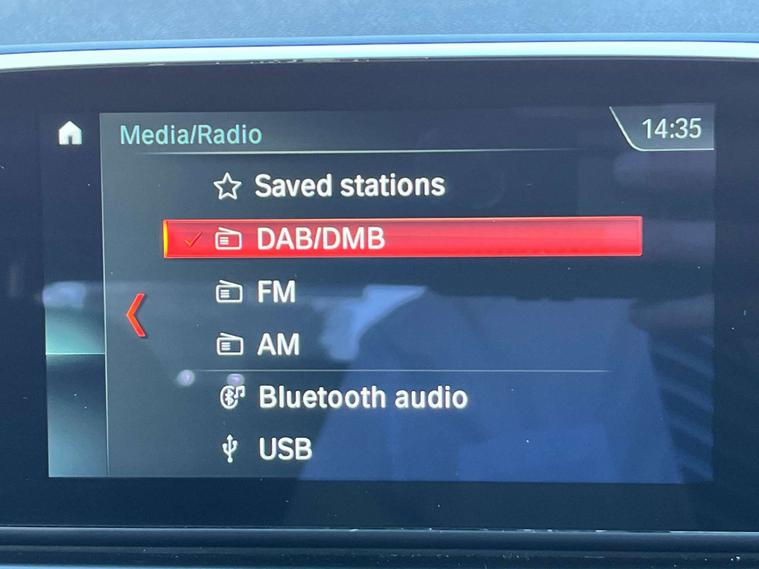 Media/Radio
14:35
Saved stations
DAB/DMB
FM
AM
Bluetooth audio
USB